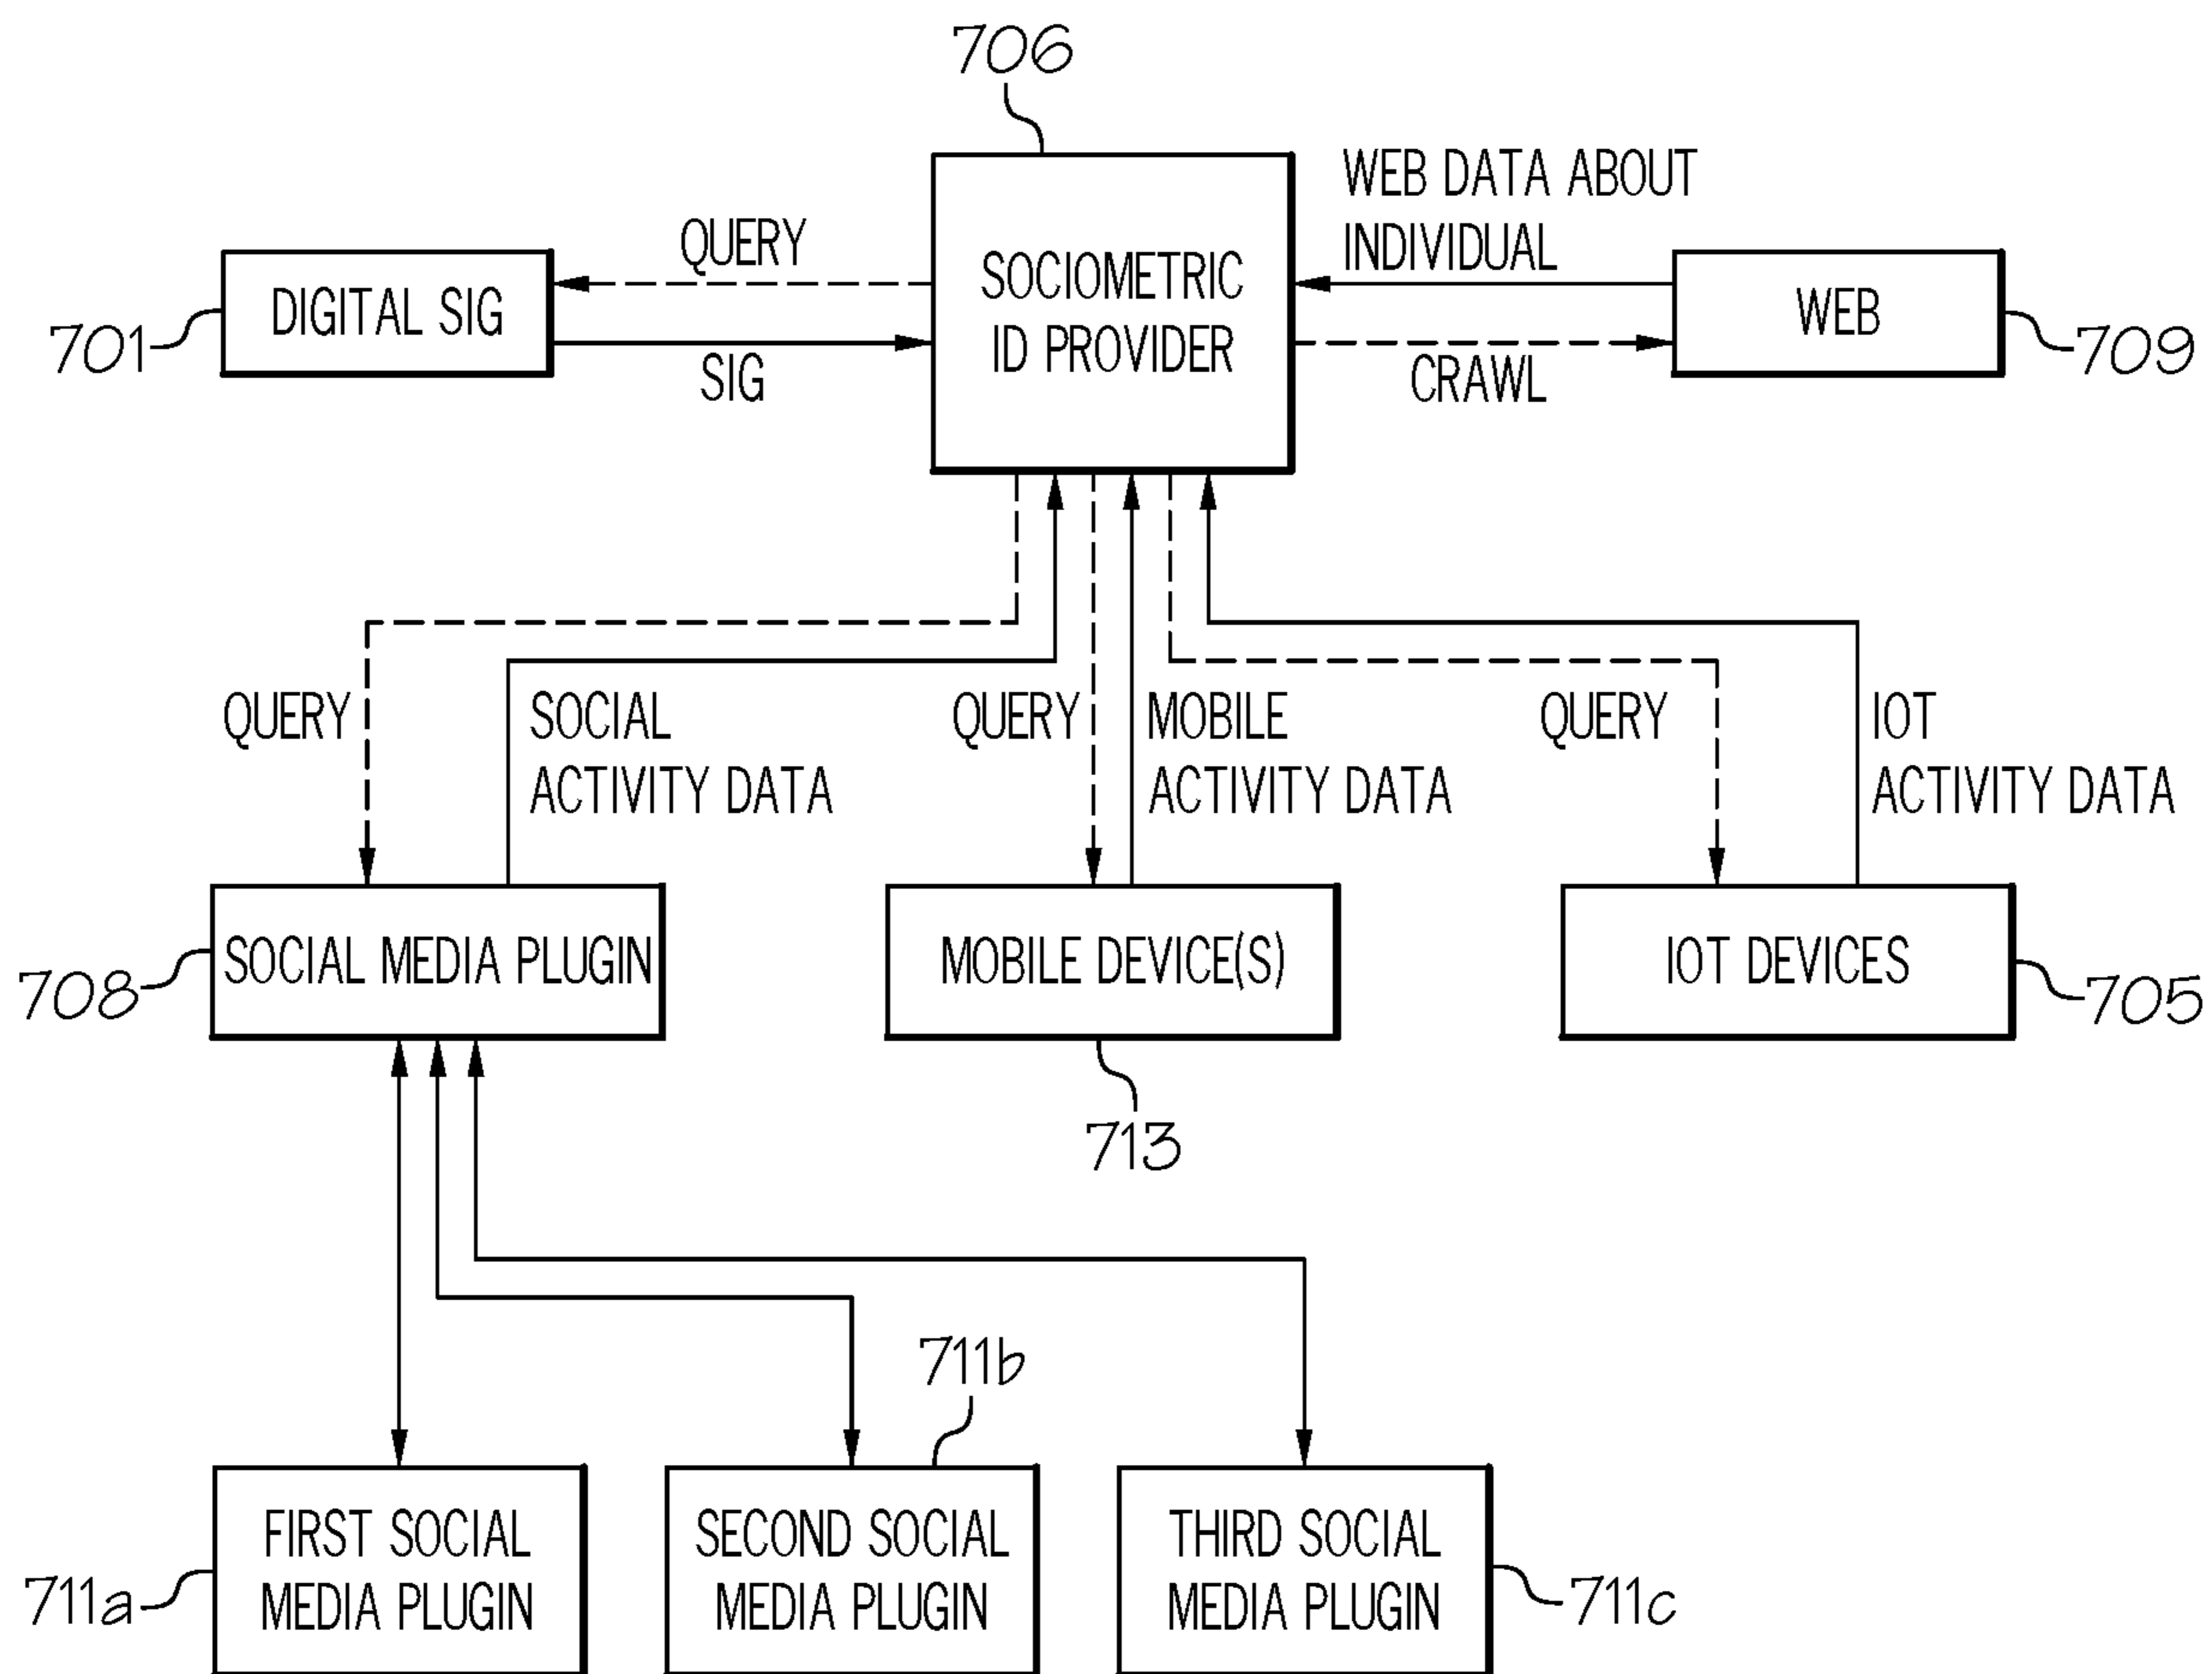 706
WEB DATA ABOUT
INDIVIDUAL
QUERY
SOCIOMETRIC
ID PROVIDER
DIGITAL SIG
WEB
701
709
SIG
CRAWL
QUERY
SOCIAL
ACTIVITY DATA
QUERY
MOBILE
ACTIVITY DATA
QUERY
IOT
ACTIVITY DATA
SOCIAL MEDIA PLUGIN
MOBILE DEVICE(S)
IOT DEVICES
708
705
713
711b
FIRST SOCIAL
MEDIA PLUGIN
SECOND SOCIAL
MEDIA PLUGIN
THIRD SOCIAL
MEDIA PLUGIN
711a
711c